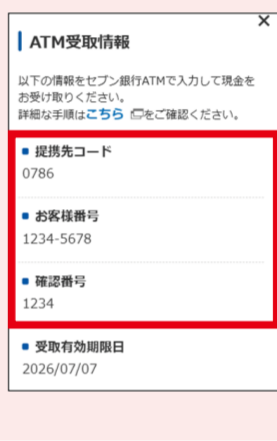 ×
ATM受取情報
以下の情報をセブン銀行ATMで入力して現金を
お受け取りください。
詳細な手順はこちら をご確認ください。
提携先コード
0786
お客様番号
1234-5678
確認番号
1234
受取有効期限日
2026/07/07